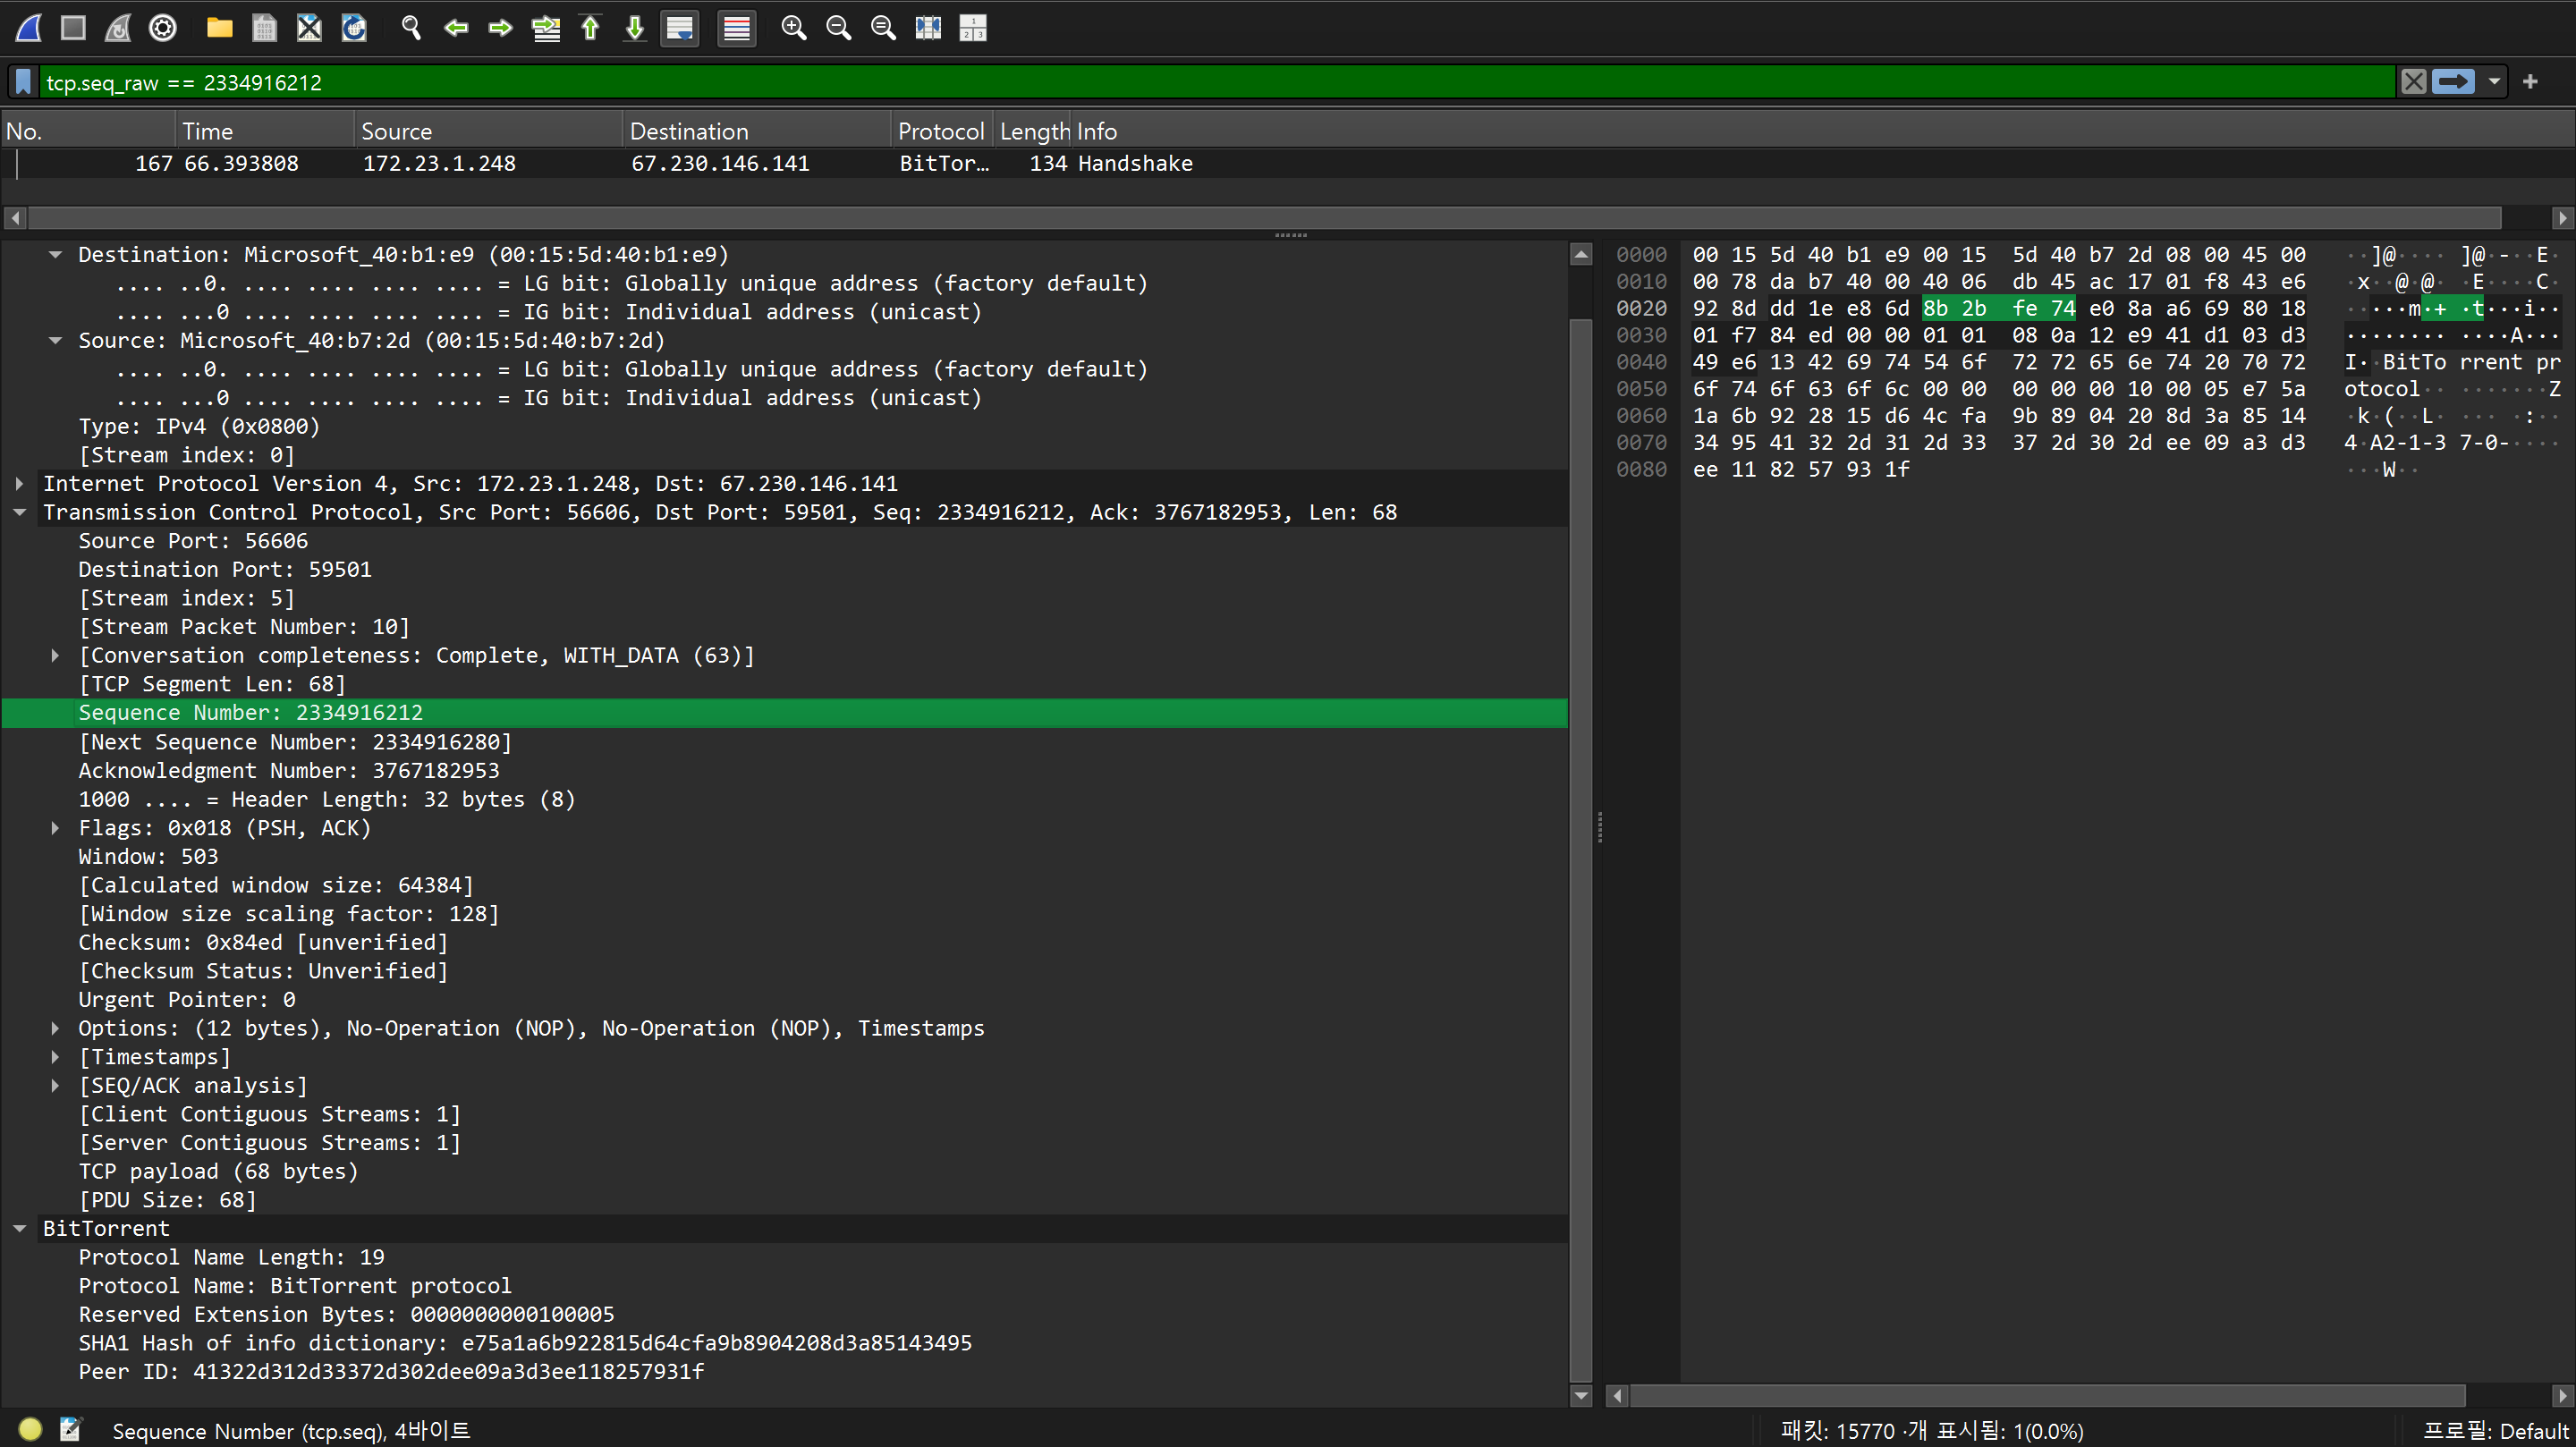 tcp.seq_raw == 2334916212
No. Time Source Destination Protocol Length Info
167 66.393808 172.23.1.248 67.230.146.141 BitTor… 134 Handshake
Destination: Microsoft_40:b1:e9 (00:15:5d:40:b1:e9)
.... ..0. .... .... .... .... = LG bit: Globally unique address (factory default)
.... ...0 .... .... .... .... = IG bit: Individual address (unicast)
Source: Microsoft_40:b7:2d (00:15:5d:40:b7:2d)
.... ..0. .... .... .... .... = LG bit: Globally unique address (factory default)
.... ...0 .... .... .... .... = IG bit: Individual address (unicast)
Type: IPv4 (0x0800)
[Stream index: 0]
Internet Protocol Version 4, Src: 172.23.1.248, Dst: 67.230.146.141
Transmission Control Protocol, Src Port: 56606, Dst Port: 59501, Seq: 2334916212, Ack: 3767182953, Len: 68
Source Port: 56606
Destination Port: 59501
[Stream index: 5]
[Stream Packet Number: 10]
[Conversation completeness: Complete, WITH_DATA (63)]
[TCP Segment Len: 68]
Sequence Number: 2334916212
[Next Sequence Number: 2334916280]
Acknowledgment Number: 3767182953
1000 .... = Header Length: 32 bytes (8)
Flags: 0x018 (PSH, ACK)
Window: 503
[Calculated window size: 64384]
[Window size scaling factor: 128]
Checksum: 0x84ed [unverified]
[Checksum Status: Unverified]
Urgent Pointer: 0
Options: (12 bytes), No-Operation (NOP), No-Operation (NOP), Timestamps
[Timestamps]
[SEQ/ACK analysis]
[Client Contiguous Streams: 1]
[Server Contiguous Streams: 1]
TCP payload (68 bytes)
[PDU Size: 68]
BitTorrent
Protocol Name Length: 19
Protocol Name: BitTorrent protocol
Reserved Extension Bytes: 0000000000100005
SHA1 Hash of info dictionary: e75a1a6b922815d64cfa9b8904208d3a85143495
Peer ID: 41322d312d33372d302dee09a3d3ee118257931f
0000 00 15 5d 40 b1 e9 00 15 5d 40 b7 2d 08 00 45 00 ··]@···· ]@·-··E·
0010 00 78 da b7 40 00 40 06 db 45 ac 17 01 f8 43 e6 ·x··@·@· ·E····C·
0020 92 8d dd 1e e8 6d 8b 2b fe 74 e0 8a a6 69 80 18 ·····m·+ ·t···i··
0030 01 f7 84 ed 00 00 01 01 08 0a 12 e9 41 d1 03 d3 ········ ····A···
0040 49 e6 13 42 69 74 54 6f 72 72 65 6e 74 20 70 72 I··BitTo rrent pr
0050 6f 74 6f 63 6f 6c 00 00 00 00 00 10 00 05 e7 5a otocol·· ·······Z
0060 1a 6b 92 28 15 d6 4c fa 9b 89 04 20 8d 3a 85 14 ·k·(··L· ··· ·:··
0070 34 95 41 32 2d 31 2d 33 37 2d 30 2d ee 09 a3 d3 4·A2-1-3 7-0-····
0080 ee 11 82 57 93 1f ···W··
Sequence Number (tcp.seq), 4바이트
패킷: 15770 ·개 표시됨: 1(0.0%)
프로필: Default